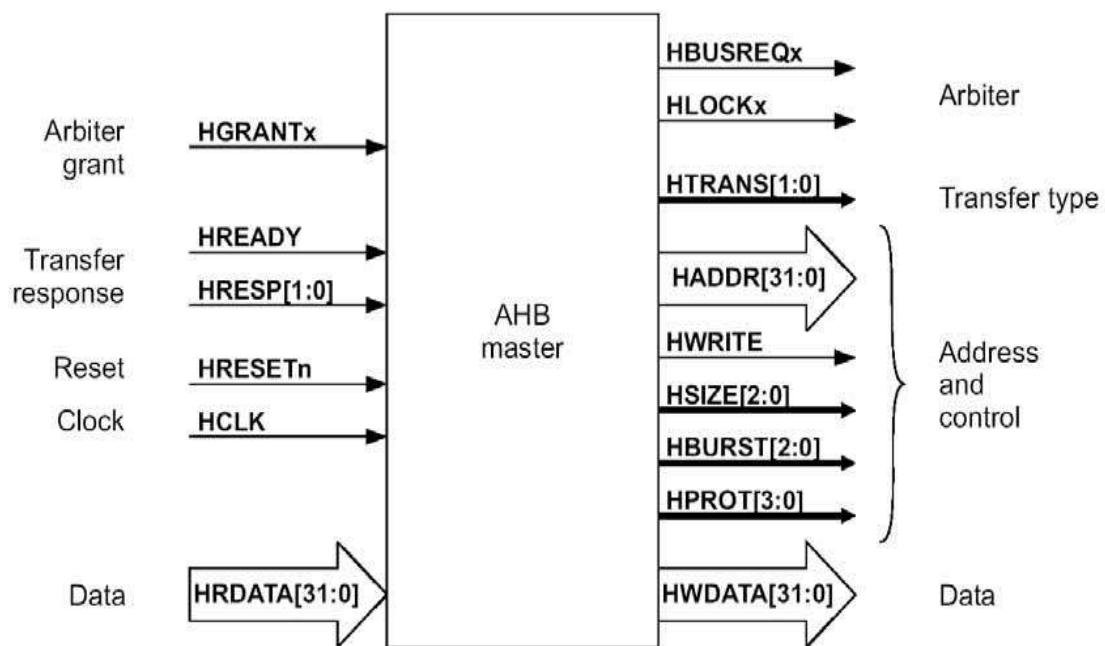 Arbiter
grant
HGRANTx
Transfer
response
HREADY
HRESP[1:0]
Reset
HRESETn
Clock
HCLK
Data
HRDATA[31:0]
AHB
master
HBUSREQx
HLOCKx
Arbiter
HTRANS[1:0]
Transfer type
HADDR[31:0]
HWRITE
HSIZE[2:0]
HBURST[2:0]
HPROT[3:0]
Address
and
control
HWDATA[31:0]
Data